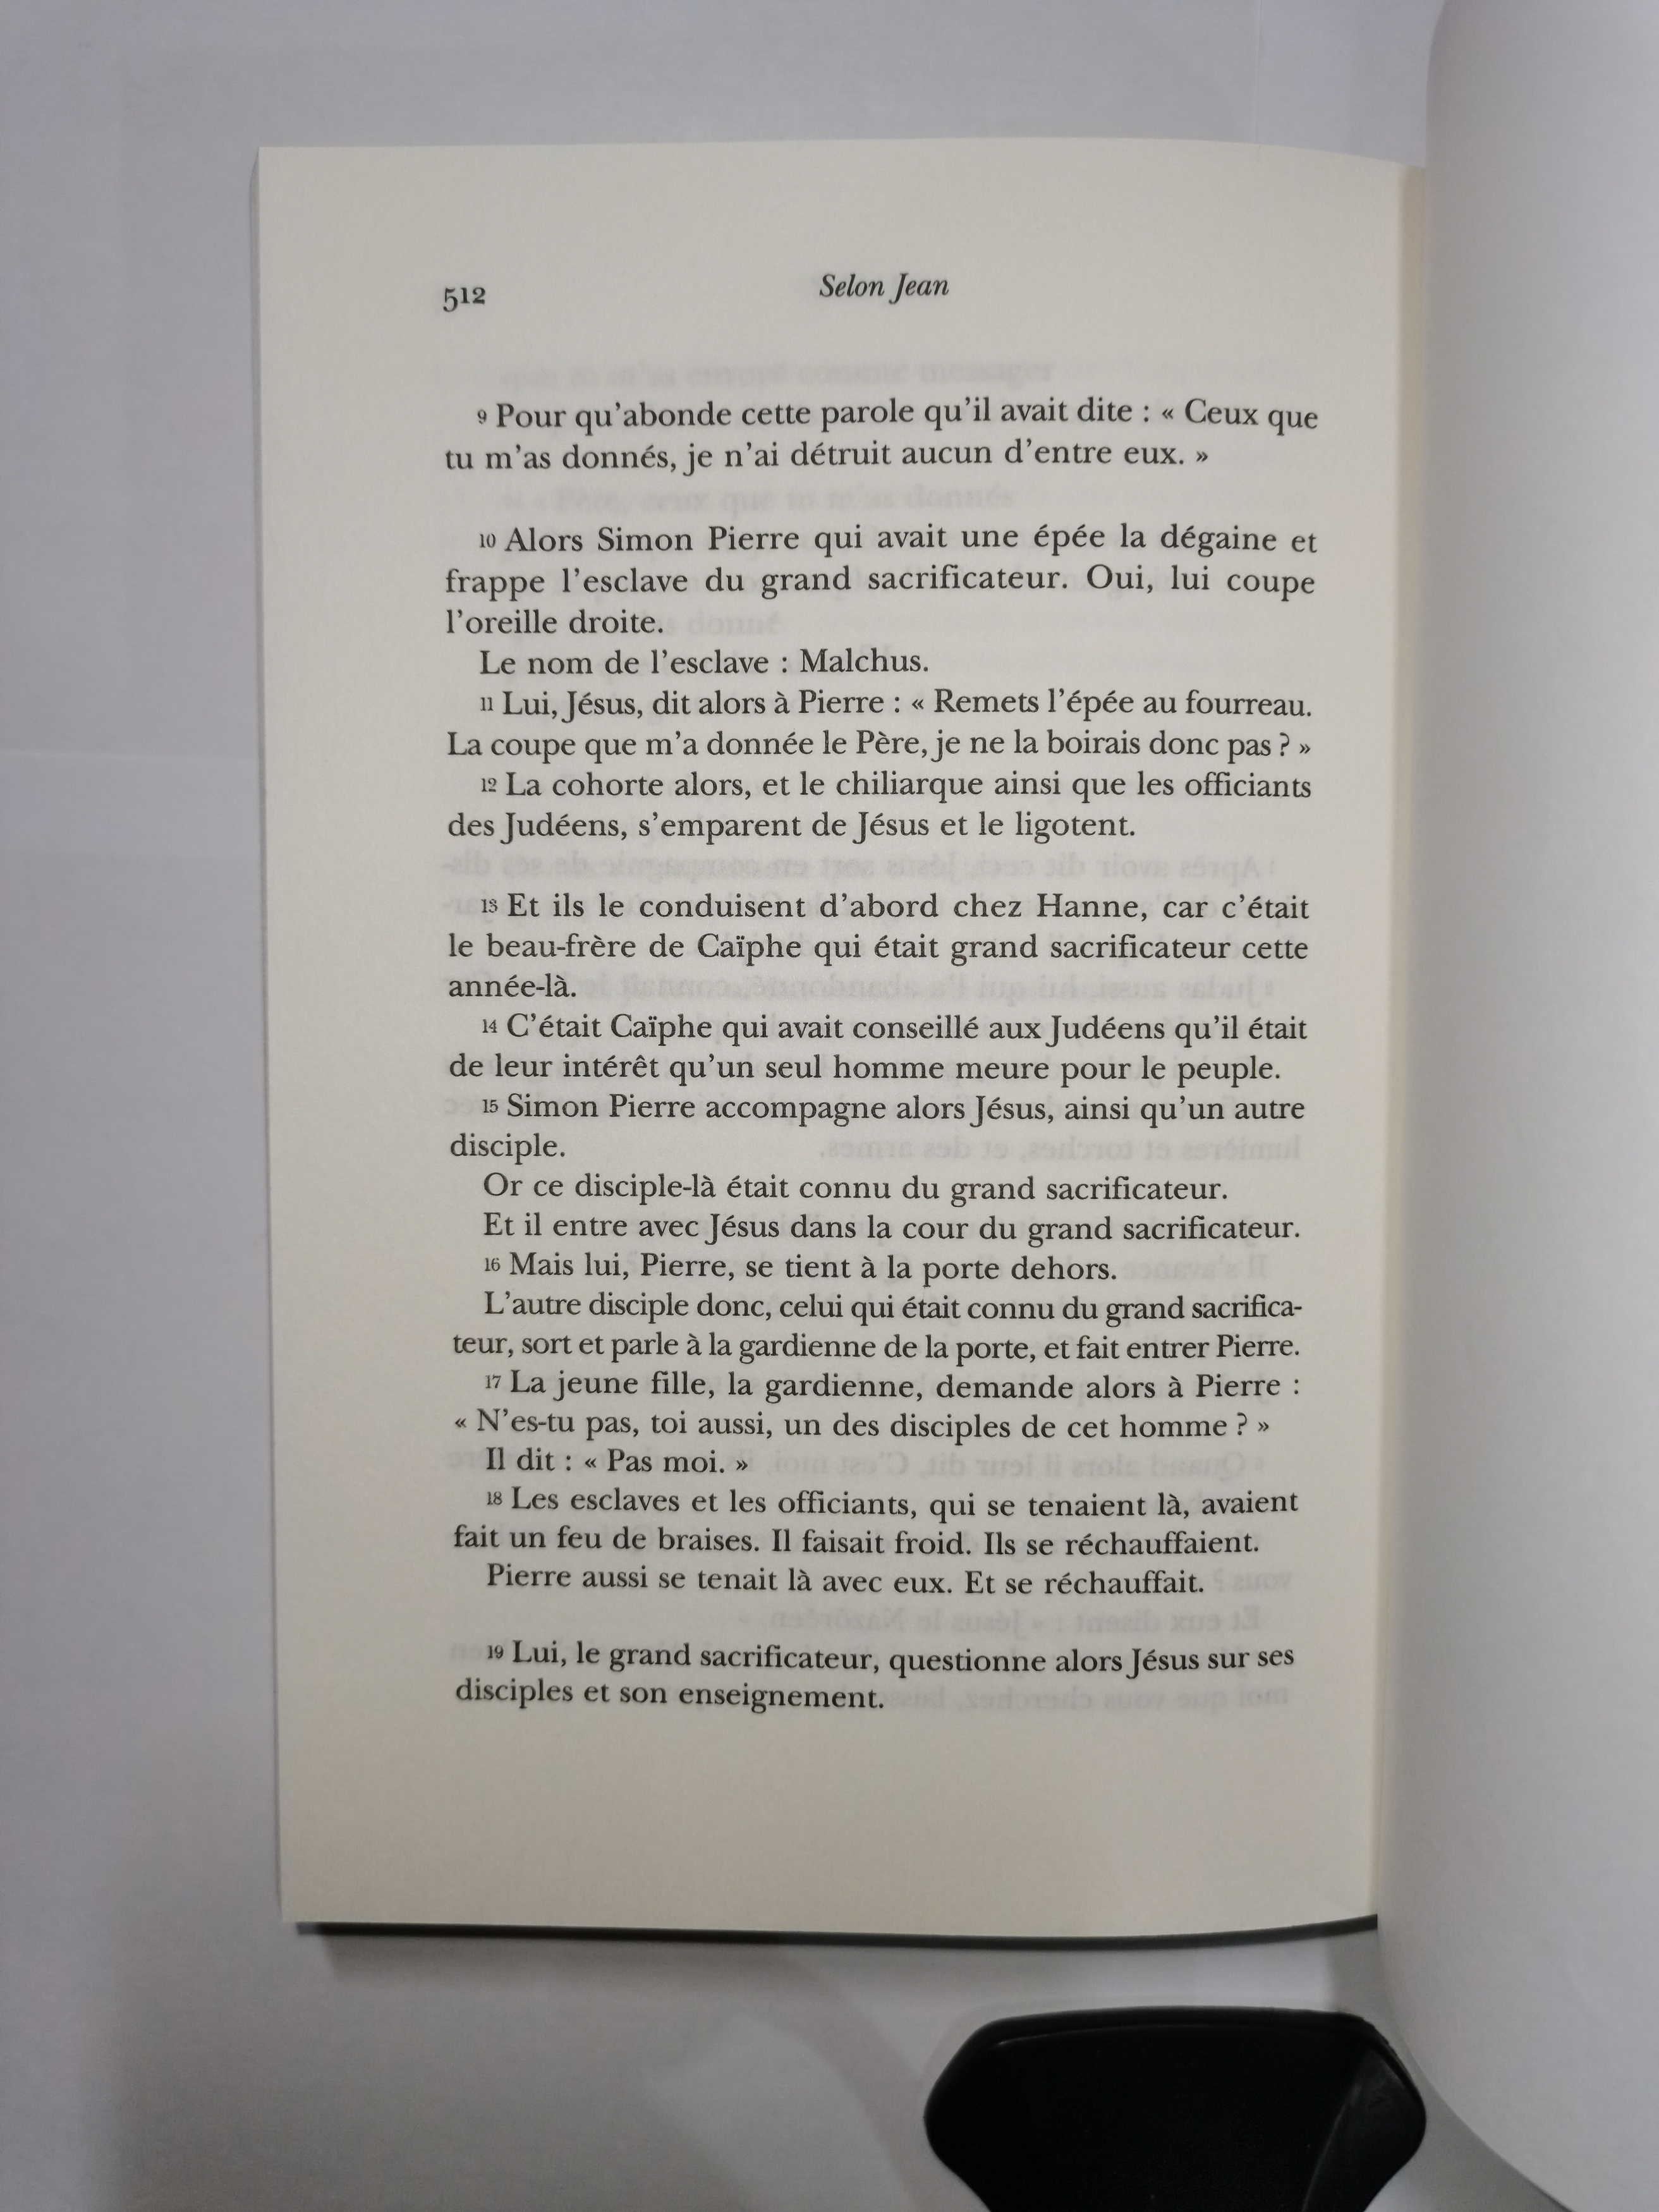 512
Selon Jean
9 Pour qu'abonde cette parole qu'il avait dite : « Ceux que
tu m'as donnés, je n'ai détruit aucun d'entre eux. »
10 Alors Simon Pierre qui avait une épée la dégaine et
frappe l'esclave du grand sacrificateur. Oui, lui coupe
l'oreille droite.
Le nom de l'esclave : Malchus.
11 Lui, Jésus, dit alors à Pierre : « Remets l'épée au fourreau.
La coupe que m'a donnée le Père, je ne la boirais donc pas ? »
12 La cohorte alors, et le chiliarque ainsi que les officiants
des Judéens, s'emparent de Jésus et le ligotent.
13 Et ils le conduisent d'abord chez Hanne, car c'était
le beau-frère de Caïphe qui était grand sacrificateur cette
année-là.
14 C'était Caïphe qui avait conseillé aux Judéens qu'il était
de leur intérêt qu'un seul homme meure pour le peuple.
15 Simon Pierre accompagne alors Jésus, ainsi qu'un autre
disciple.
Or ce disciple-là était connu du grand sacrificateur.
Et il entre avec Jésus dans la cour du grand sacrificateur.
16 Mais lui, Pierre, se tient à la porte dehors.
L'autre disciple donc, celui qui était connu du grand sacrifica-
teur, sort et parle à la gardienne de la porte, et fait entrer Pierre.
17 La jeune fille, la gardienne, demande alors à Pierre :
« N'es-tu pas, toi aussi, un des disciples de cet homme ? »
Il dit : « Pas moi. »
18 Les esclaves et les officiants, qui se tenaient là, avaient
fait un feu de braises. Il faisait froid. Ils se réchauffaient.
Pierre aussi se tenait là avec eux. Et se réchauffait.
19 Lui, le grand sacrificateur, questionne alors Jésus sur ses
disciples et son enseignement.